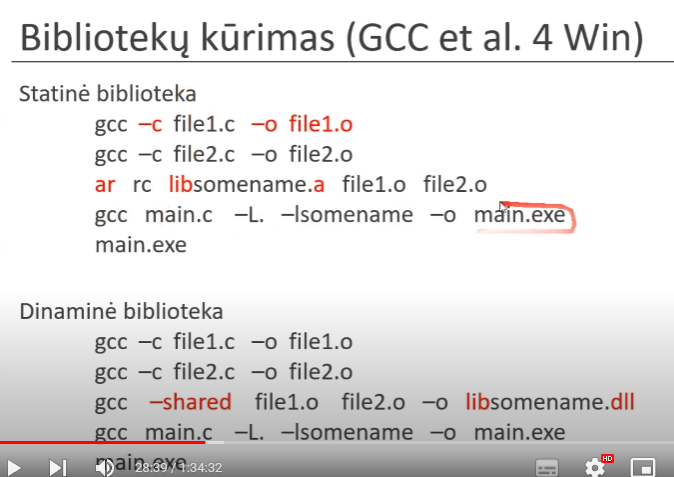 Bibliotekų kūrimas (GCC et al. 4 Win)
Statinė biblioteka
gcc –c file1.c –o file1.o
gcc –c file2.c –o file2.o
ar rc libsomename.a file1.o file2.o
gcc main.c –L. –lsomename –o main.exe
main.exe
Dinaminė biblioteka
gcc –c file1.c –o file1.o
gcc –c file2.c –o file2.o
gcc –shared file1.o file2.o –o libsomename.dll
gcc main.c –L. –lsomename –o main.exe
main.exe
28:39 / 1:34:32
HD